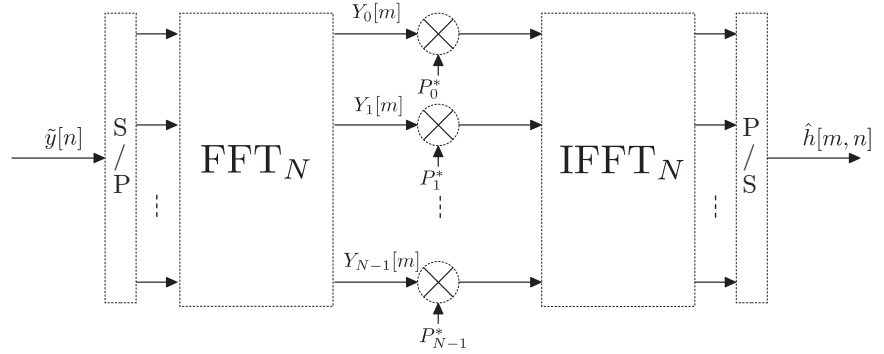 Y_0[m]
P_0^*
S / P
ỹ[n]
FFT_N
Y_1[m]
P_1^*
IFFT_N
P / S
ĥ[m, n]
Y_{N−1}[m]
P_{N−1}^*